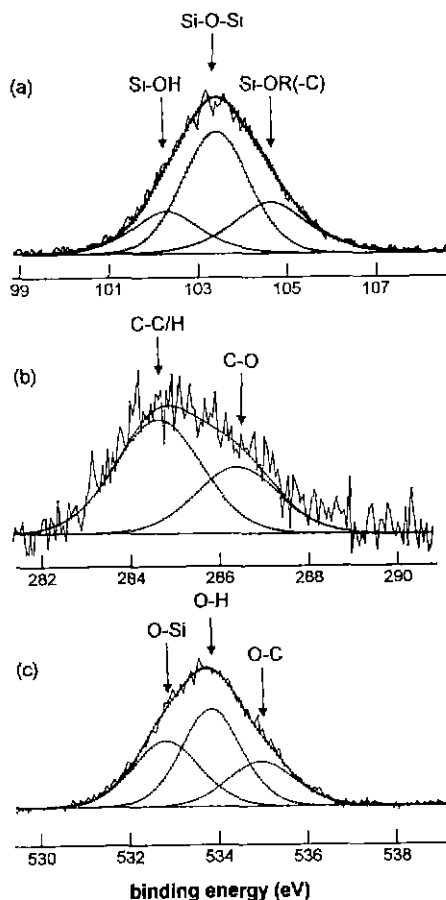 Si-O-Si
(a)
Si-OH
Si-OR(-C)
99 101 103 105 107
C-C/H
(b)
C-O
282 284 286 288 290
O-H
O-Si
(c)
O-C
530 532 534 536 538
binding energy (eV)